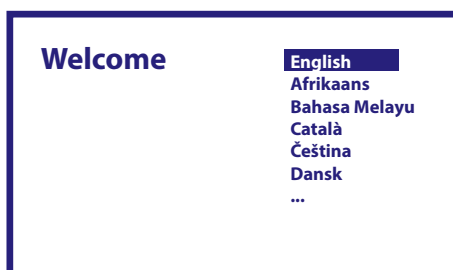 Welcome
English
Afrikaans
Bahasa Melayu
Català
Čeština
Dansk
...